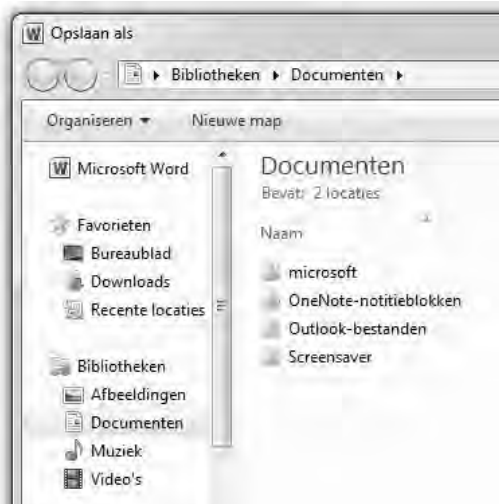 Opslaan als
Bibliotheken Documenten
Organiseren Nieuwe map
Microsoft Word
Favorieten
Bureaublad
Downloads
Recente locaties
Bibliotheken
Afbeeldingen
Documenten
Muziek
Video's
Documenten
Bevat: 2 locaties
Naam
microsoft
OneNote-notitieblokken
Outlook-bestanden
Screensaver